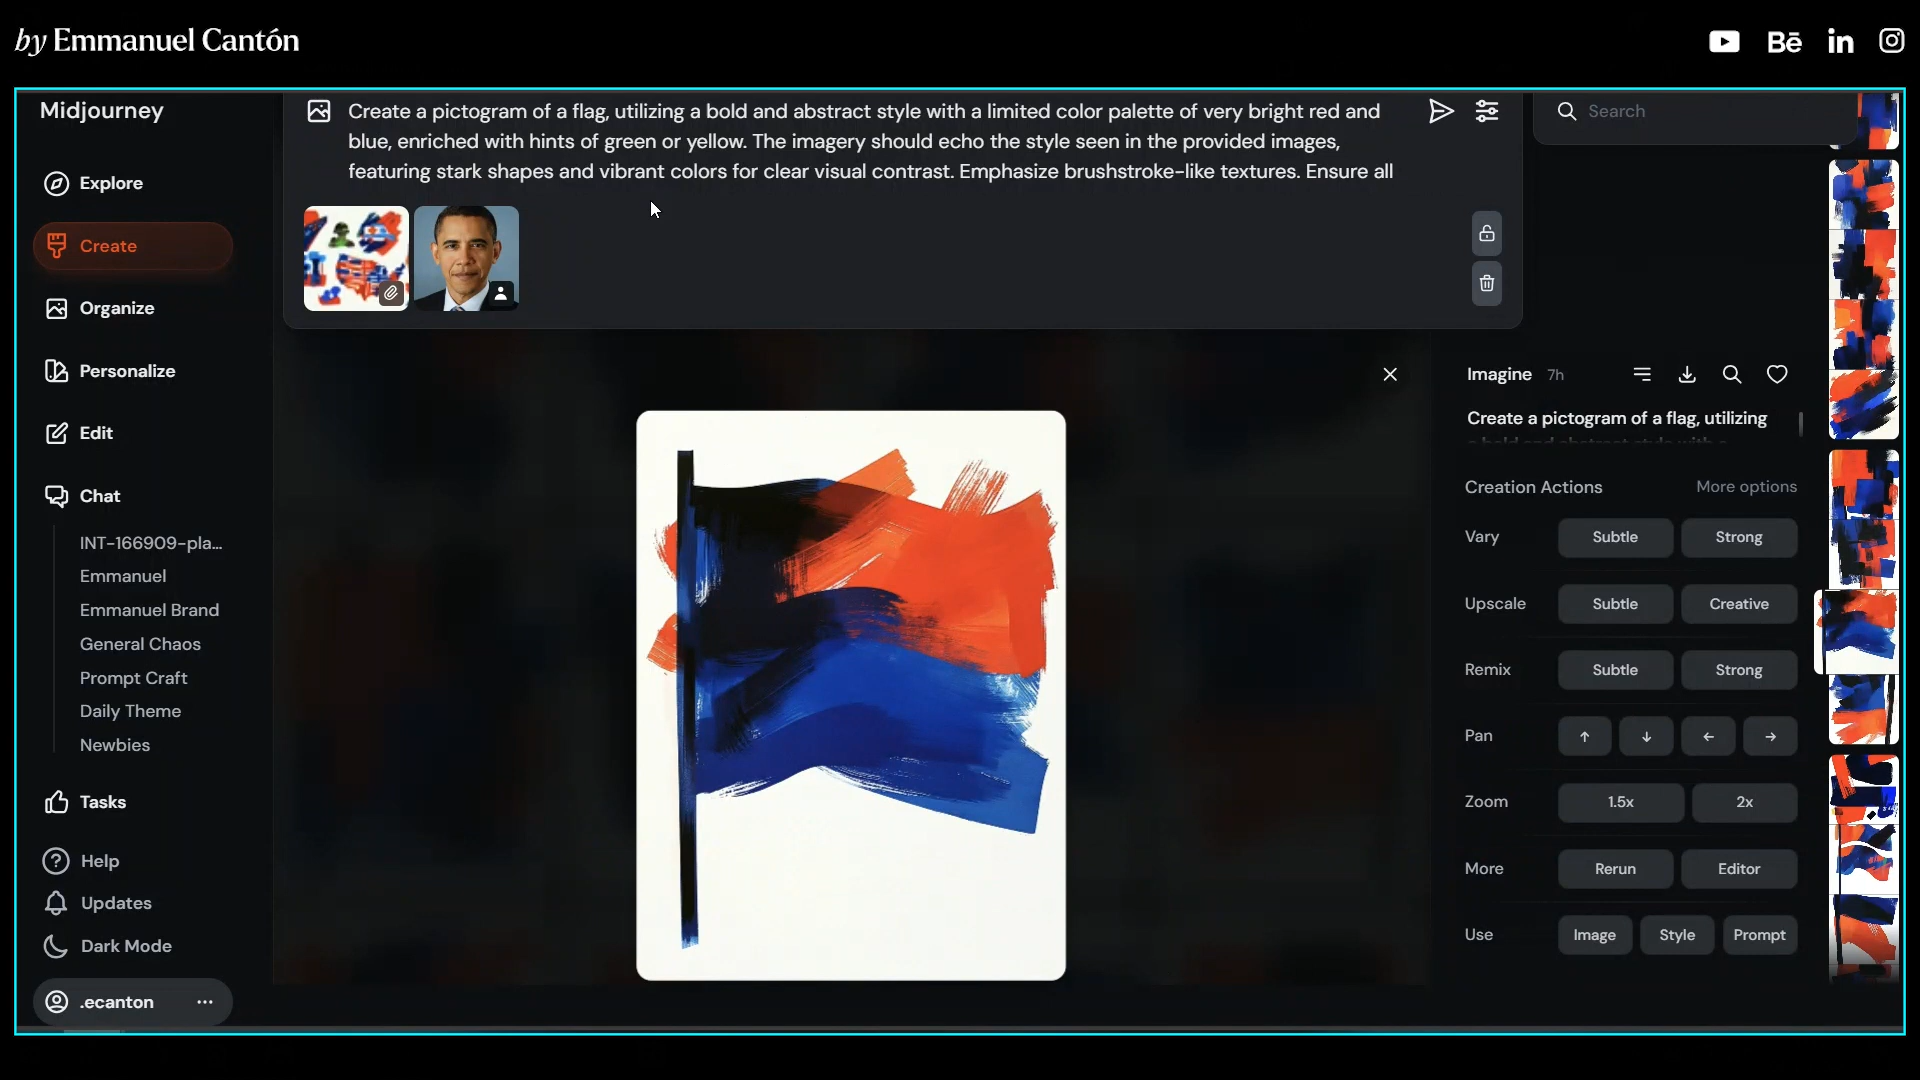 by Emmanuel Cantón
Bē
in
Midjourney
Create a pictogram of a flag, utilizing a bold and abstract style with a limited color palette of very bright red and
blue, enriched with hints of green or yellow. The imagery should echo the style seen in the provided images,
featuring stark shapes and vibrant colors for clear visual contrast. Emphasize brushstroke-like textures. Ensure all
Search
Explore
Create
Organize
Personalize
Edit
Chat
INT-166909-pla...
Emmanuel
Emmanuel Brand
General Chaos
Prompt Craft
Daily Theme
Newbies
Tasks
Help
Updates
Dark Mode
.ecanton
Imagine 7h
Create a pictogram of a flag, utilizing
Creation Actions More options
Vary Subtle Strong
Upscale Subtle Creative
Remix Subtle Strong
Pan
Zoom 1.5x 2x
More Rerun Editor
Use Image Style Prompt